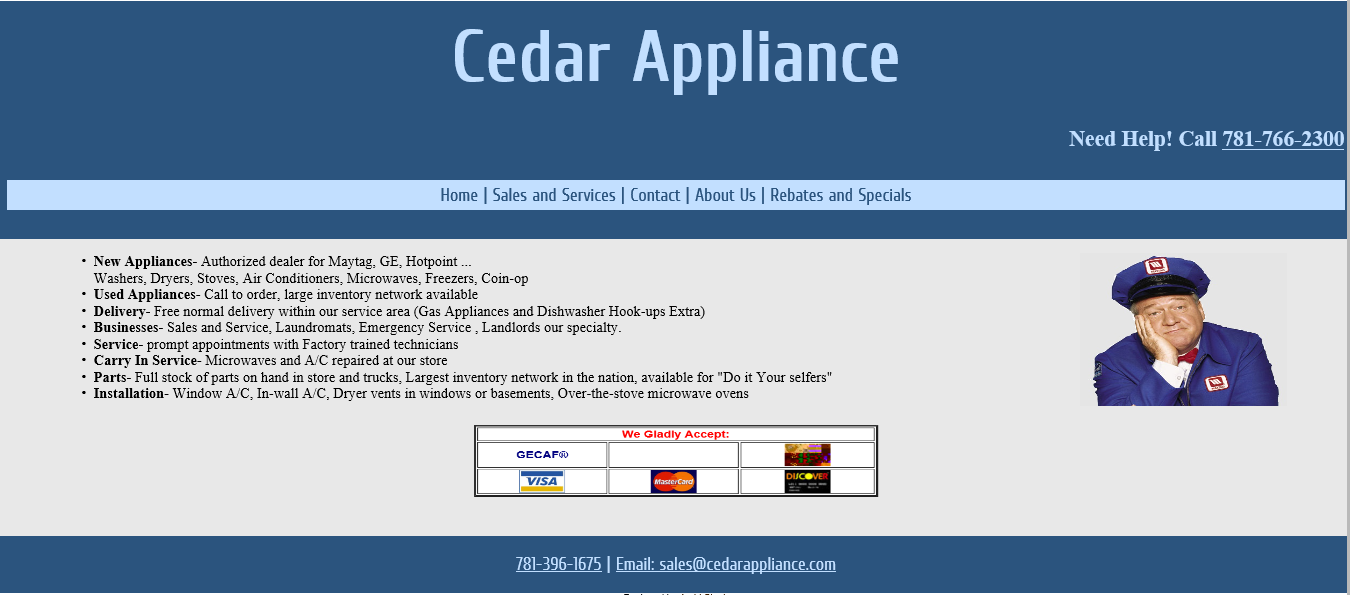 Cedar Appliance
Need Help! Call 781-766-2300
Home | Sales and Services | Contact | About Us | Rebates and Specials
• New Appliances- Authorized dealer for Maytag, GE, Hotpoint ...
Washers, Dryers, Stoves, Air Conditioners, Microwaves, Freezers, Coin-op
• Used Appliances- Call to order, large inventory network available
• Delivery- Free normal delivery within our service area (Gas Appliances and Dishwasher Hook-ups Extra)
• Businesses- Sales and Service, Laundromats, Emergency Service , Landlords our specialty.
• Service- prompt appointments with Factory trained technicians
• Carry In Service- Microwaves and A/C repaired at our store
• Parts- Full stock of parts on hand in store and trucks, Largest inventory network in the nation, available for "Do it Your selfers"
• Installation- Window A/C, In-wall A/C, Dryer vents in windows or basements, Over-the-stove microwave ovens
We Gladly Accept:
GECAF®
VISA MasterCard DISCOVER
781-396-1675 | Email: sales@cedarappliance.com